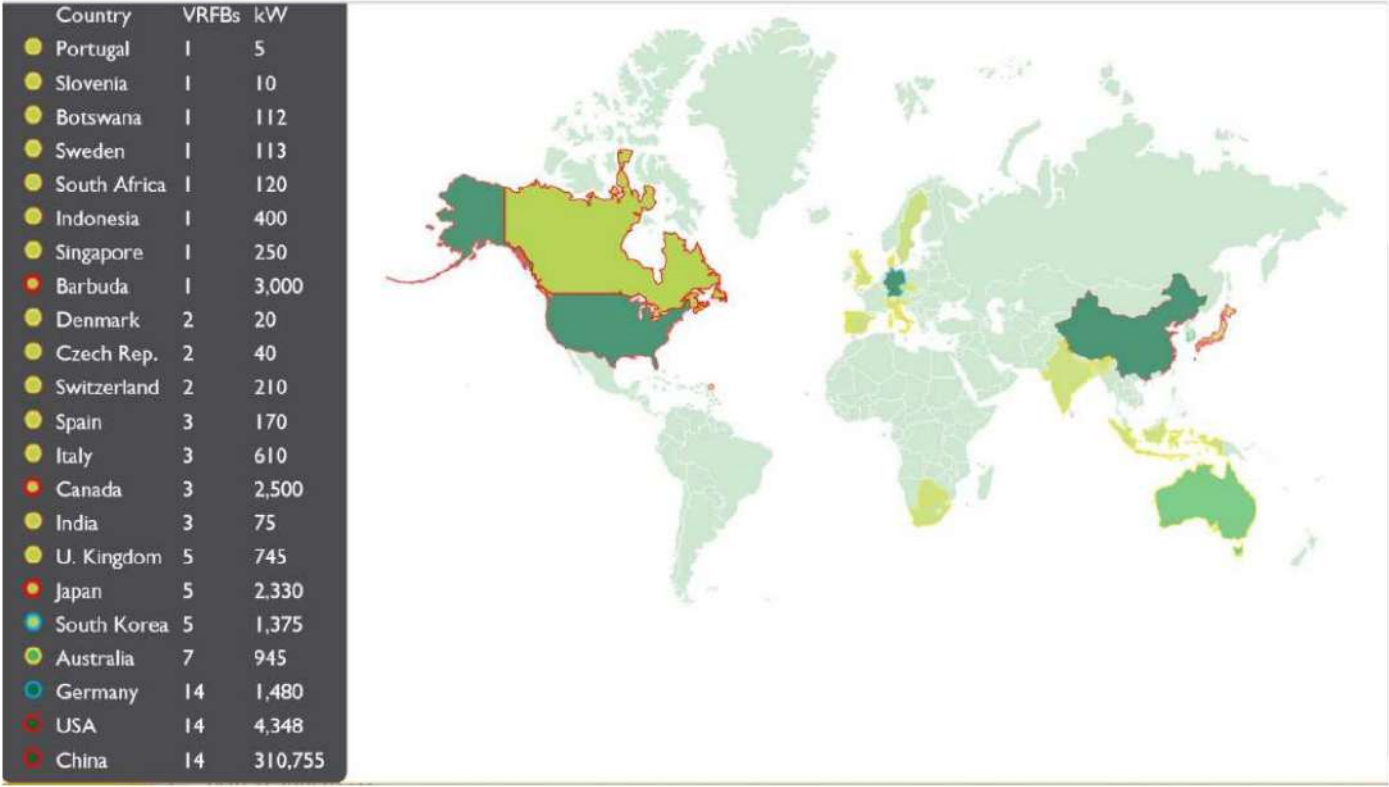 Country VRFBs kW
Portugal 1 5
Slovenia 1 10
Botswana 1 112
Sweden 1 113
South Africa 1 120
Indonesia 1 400
Singapore 1 250
Barbuda 1 3,000
Denmark 2 20
Czech Rep. 2 40
Switzerland 2 210
Spain 3 170
Italy 3 610
Canada 3 2,500
India 3 75
U. Kingdom 5 745
Japan 5 2,330
South Korea 5 1,375
Australia 7 945
Germany 14 1,480
USA 14 4,348
China 14 310,755